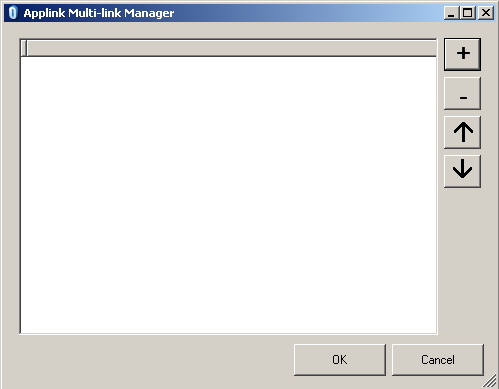 Applink Multi-link Manager
+
-
↑
↓
OK
Cancel